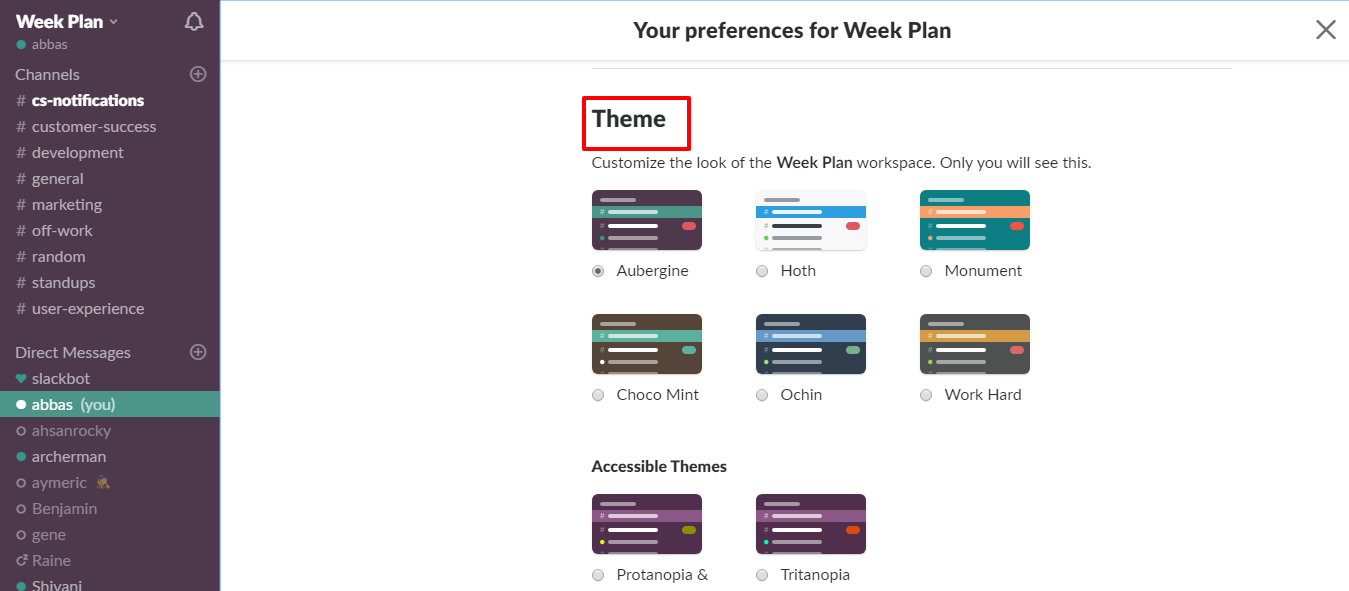 Week Plan
abbas
Channels
# cs-notifications
# customer-success
# development
# general
# marketing
# off-work
# random
# standups
# user-experience
Direct Messages
slackbot
abbas (you)
ahsanrocky
archerman
aymeric
Benjamin
gene
Raine
Shivani
Your preferences for Week Plan
Theme
Customize the look of the Week Plan workspace. Only you will see this.
Aubergine
Hoth
Monument
Choco Mint
Ochin
Work Hard
Accessible Themes
Protanopia &
Tritanopia